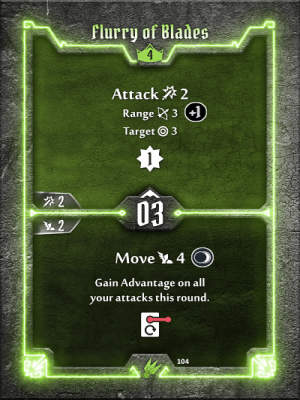 Flurry of Blades
4
Attack 2
Range 3 +1
Target 3
1
2
03
2
Move 4
Gain Advantage on all
your attacks this round.
104